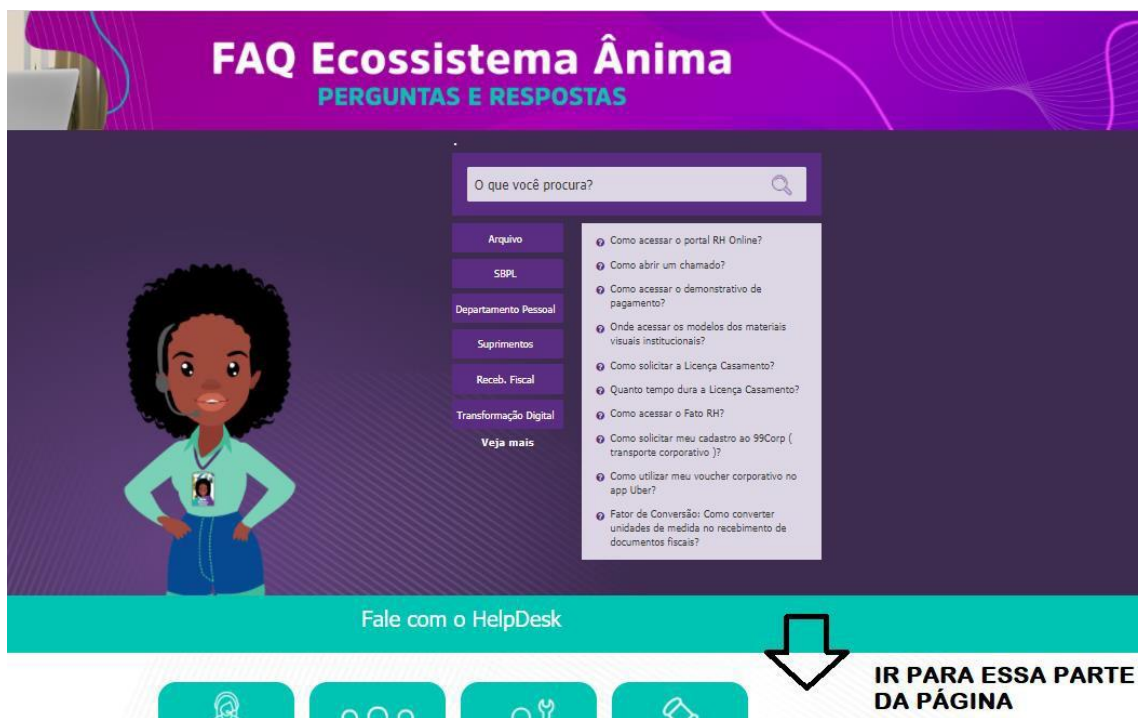 FAQ Ecossistema Ânima
PERGUNTAS E RESPOSTAS
.
O que você procura?
Arquivo
SBPL
Departamento Pessoal
Suprimentos
Receb. Fiscal
Transformação Digital
Veja mais
Como acessar o portal RH Online?
Como abrir um chamado?
Como acessar o demonstrativo de
pagamento?
Onde acessar os modelos dos materiais
visuais institucionais?
Como solicitar a Licença Casamento?
Quanto tempo dura a Licença Casamento?
Como acessar o Fato RH?
Como solicitar meu cadastro ao 99Corp (
transporte corporativo )?
Como utilizar meu voucher corporativo no
app Uber?
Fator de Conversão: Como converter
unidades de medida no recebimento de
documentos fiscais?
Fale com o HelpDesk
IR PARA ESSA PARTE
DA PÁGINA